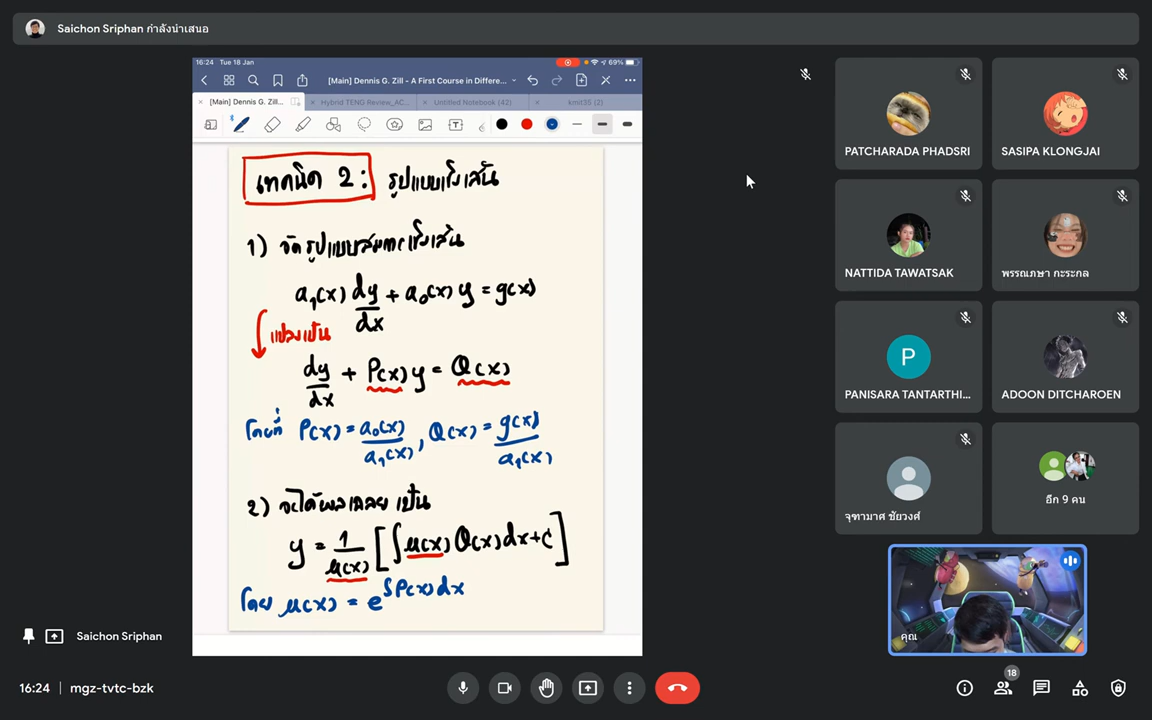 Saichon Sriphan กำลังนำเสนอ
16:24 Tue 18 Jan
69%
[Main] Dennis G. Zill - A First Course in Differe...
[Main] Dennis G. Zill...
Hybrid TENG Review_AC...
Untitled Notebook (42)
kmit35 (2)
เทคนิค 2: รูปแบบเชิงเส้น
1) จัดรูปแบบสมการเชิงเส้น
a₁(x) dy/dx + a₀(x) y = g(x)
แปลงเป็น
dy/dx + P(x) y = Q(x)
โดยที่ P(x) = a₀(x)/a₁(x), Q(x) = g(x)/a₁(x)
2) จะได้ผลเฉลย เป็น
y = 1/μ(x) [∫μ(x) Q(x) dx + c]
โดย μ(x) = e^∫P(x)dx
PATCHARADA PHADSRI
SASIPA KLONGJAI
NATTIDA TAWATSAK
พรรณภษา กะระกล
P
PANISARA TANTARTHI...
ADOON DITCHAROEN
จุฑามาศ ชัยวงศ์
อีก 9 คน
คุณ
Saichon Sriphan
16:24 | mgz-tvtc-bzk
18